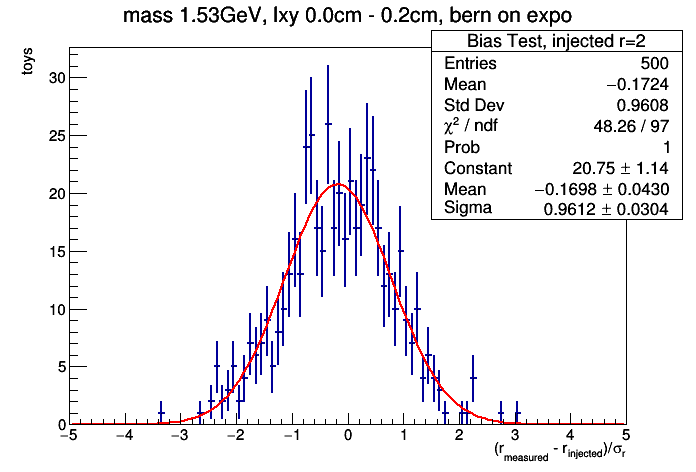 mass 1.53GeV, lxy 0.0cm - 0.2cm, bern on expo
Bias Test, injected r=2
Entries 500
Mean −0.1724
Std Dev 0.9608
χ² / ndf 48.26 / 97
Prob 1
Constant 20.75 ± 1.14
Mean −0.1698 ± 0.0430
Sigma 0.9612 ± 0.0304
toys
30
25
20
15
10
5
0
−5 −4 −3 −2 −1 0 1 2 3 4 5
(r_measured - r_injected)/σ_r